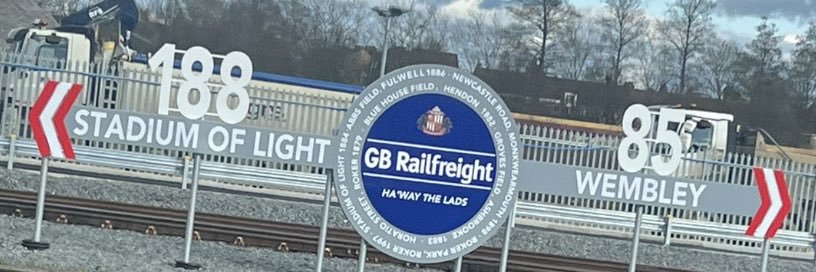 188
STADIUM OF LIGHT
BLUE HOUSE FIELD · HENDON, 1882 · GROVES FIELD, ASHBROOKE · 1883 · HORATIO STREET, ROKER 1875
ABBS FIELD, FULWELL 1886 · NEWCASTLE ROAD, MONKWEARMOUTH 1898 · ROKER PARK, 1997 · STADIUM OF LIGHT 1884
GB Railfreight
HA'WAY THE LADS
85
WEMBLEY